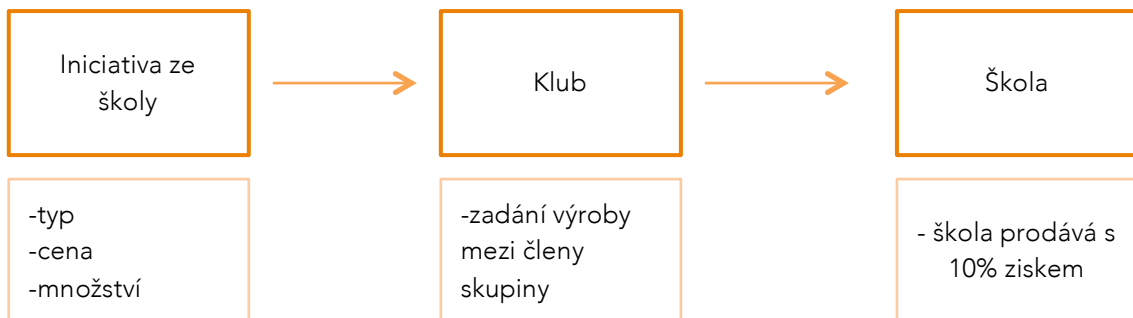 Iniciativa ze
školy
Klub
Škola
-typ
-cena
-množství
-zadání výroby
mezi členy
skupiny
- škola prodává s
10% ziskem